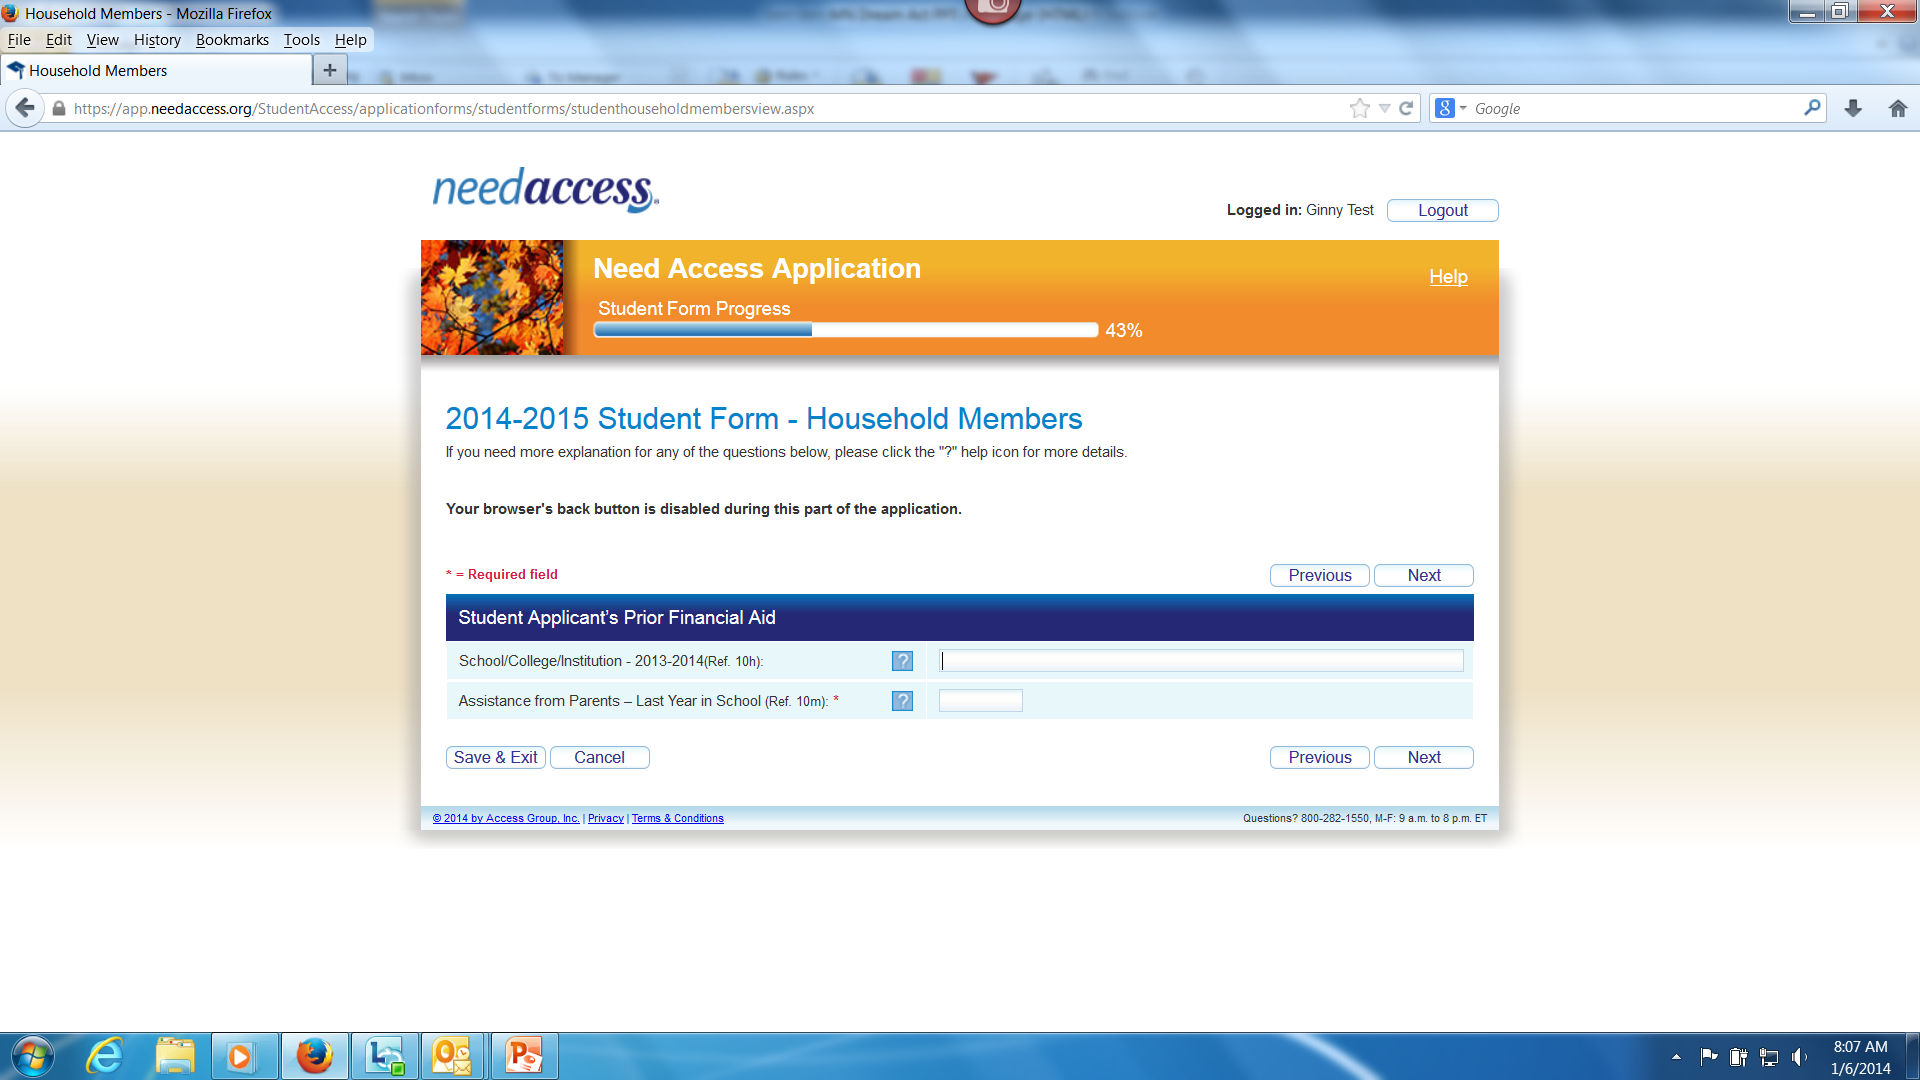 Household Members - Mozilla Firefox
File Edit View History Bookmarks Tools Help
Household Members
https://app.needaccess.org/StudentAccess/applicationforms/studentforms/studenthouseholdmembersview.aspx
Google
needaccess®
Logged in: Ginny Test Logout
Need Access Application
Help
Student Form Progress
43%
2014-2015 Student Form - Household Members
If you need more explanation for any of the questions below, please click the "?" help icon for more details.
Your browser's back button is disabled during this part of the application.
* = Required field
Previous Next
Student Applicant’s Prior Financial Aid
School/College/Institution - 2013-2014(Ref. 10h): ?
Assistance from Parents – Last Year in School (Ref. 10m): * ?
Save & Exit Cancel Previous Next
© 2014 by Access Group, Inc. | Privacy | Terms & Conditions Questions? 800-282-1550, M-F: 9 a.m. to 8 p.m. ET
8:07 AM
1/6/2014